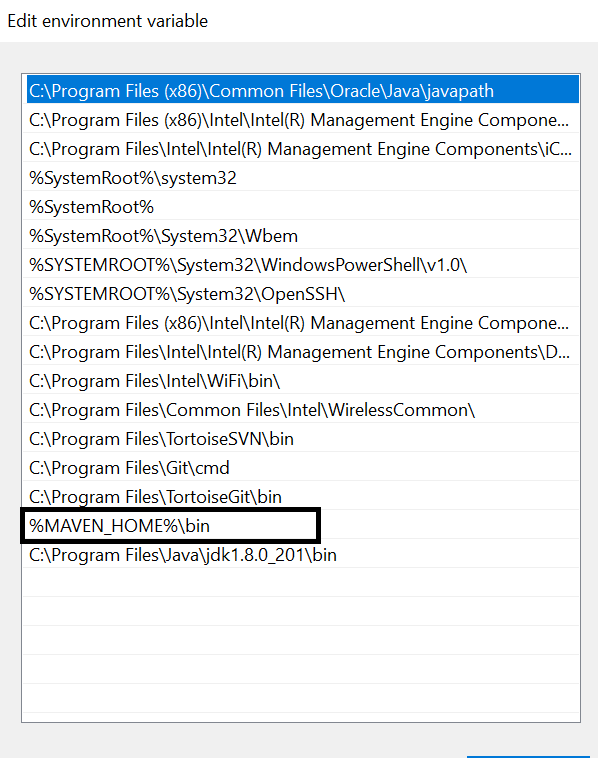 Edit environment variable
C:\Program Files (x86)\Common Files\Oracle\Java\javapath
C:\Program Files (x86)\Intel\Intel(R) Management Engine Compone...
C:\Program Files\Intel\Intel(R) Management Engine Components\iC...
%SystemRoot%\system32
%SystemRoot%
%SystemRoot%\System32\Wbem
%SYSTEMROOT%\System32\WindowsPowerShell\v1.0\
%SYSTEMROOT%\System32\OpenSSH\
C:\Program Files (x86)\Intel\Intel(R) Management Engine Compone...
C:\Program Files\Intel\Intel(R) Management Engine Components\D...
C:\Program Files\Intel\WiFi\bin\
C:\Program Files\Common Files\Intel\WirelessCommon\
C:\Program Files\TortoiseSVN\bin
C:\Program Files\Git\cmd
C:\Program Files\TortoiseGit\bin
%MAVEN_HOME%\bin
C:\Program Files\Java\jdk1.8.0_201\bin